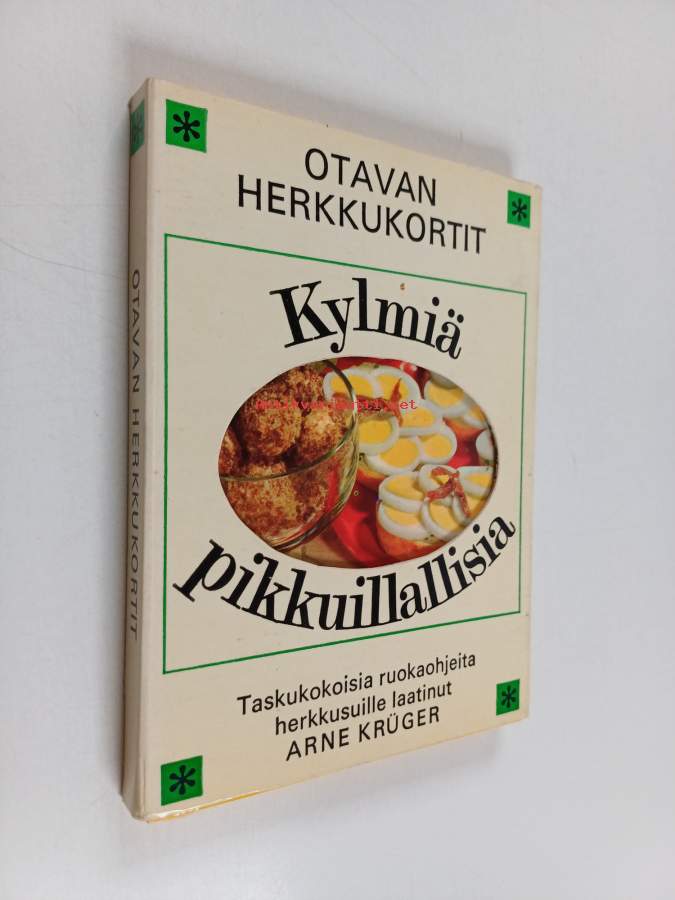 OTAVAN
HERKKUKORTIT
Kylmiä
pikkuillallisia
Taskukokoisia ruokaohjeita
herkkusuille laatinut
ARNE KRÜGER
OTAVAN HERKKUKORTIT